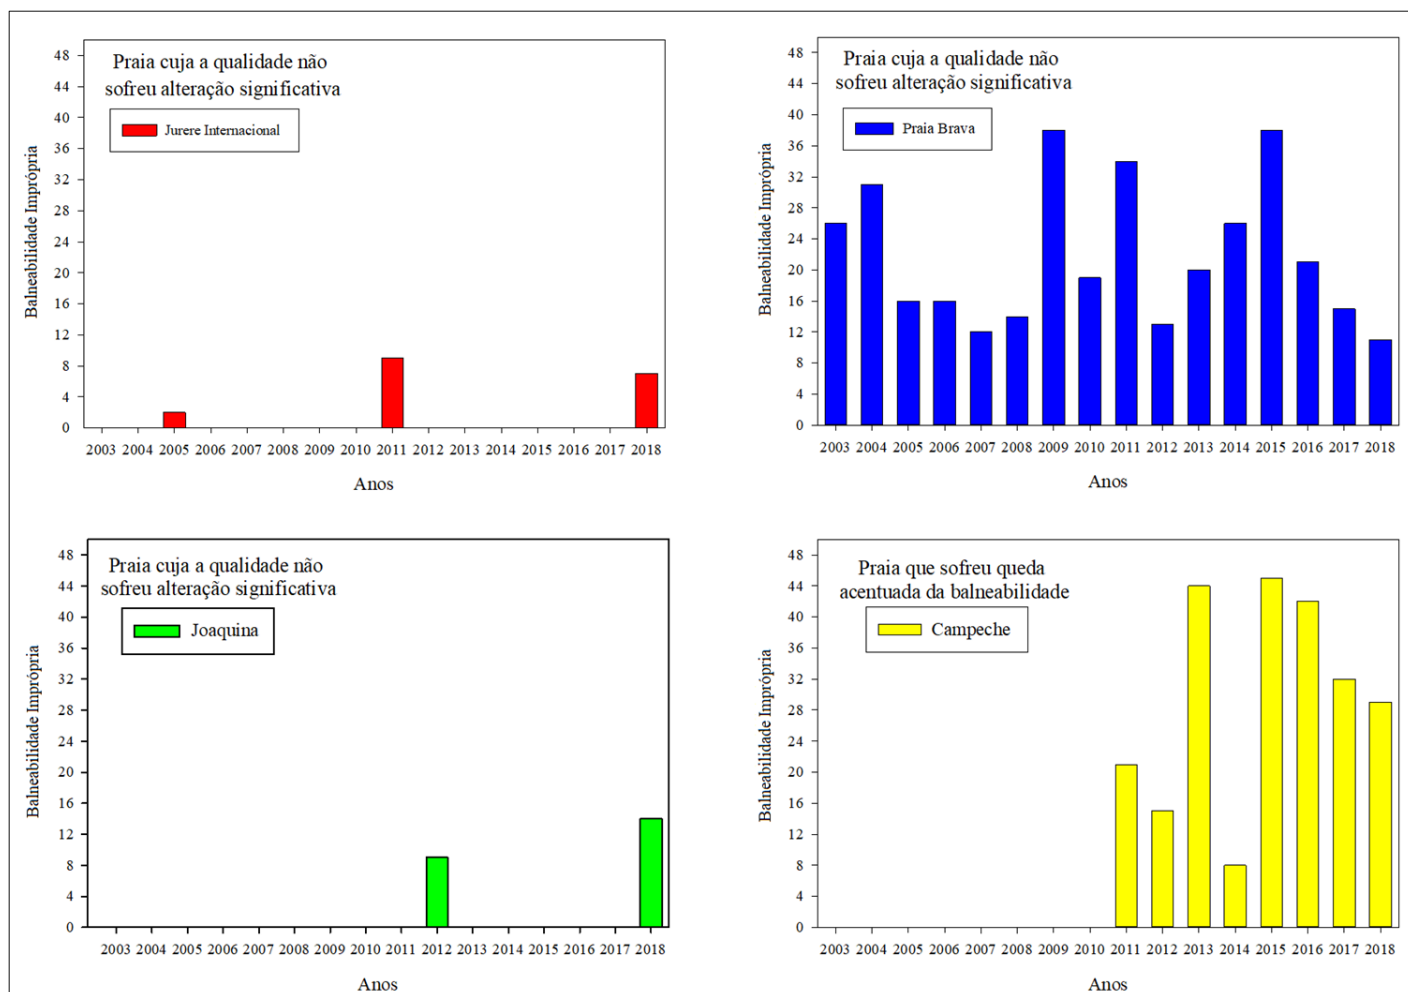 Praia cuja a qualidade não
sofreu alteração significativa
Jurere Internacional
Balneabilidade Imprópria
48
44
40
36
32
28
24
20
16
12
8
4
0
2003 2004 2005 2006 2007 2008 2009 2010 2011 2012 2013 2014 2015 2016 2017 2018
Anos
Praia cuja a qualidade não
sofreu alteração significativa
Praia Brava
Balneabilidade Imprópria
48
44
40
36
32
28
24
20
16
12
8
4
0
2003 2004 2005 2006 2007 2008 2009 2010 2011 2012 2013 2014 2015 2016 2017 2018
Anos
Praia cuja a qualidade não
sofreu alteração significativa
Joaquina
Balneabilidade Imprópria
48
44
40
36
32
28
24
20
16
12
8
4
0
2003 2004 2005 2006 2007 2008 2009 2010 2011 2012 2013 2014 2015 2016 2017 2018
Anos
Praia que sofreu queda
acentuada da balneabilidade
Campeche
Balneabilidade Imprópria
48
44
40
36
32
28
24
20
16
12
8
4
0
2003 2004 2005 2006 2007 2008 2009 2010 2011 2012 2013 2014 2015 2016 2017 2018
Anos